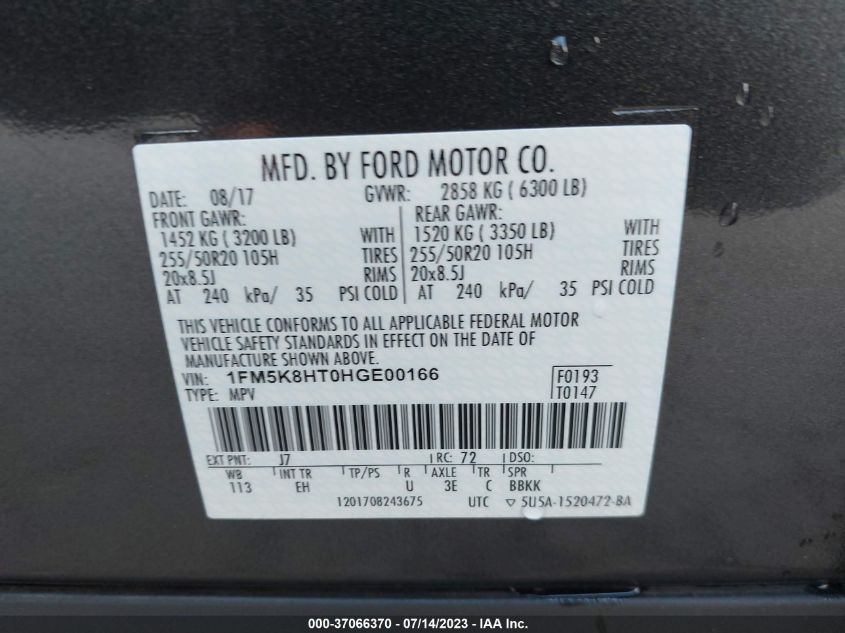 MFD. BY FORD MOTOR CO.
DATE: 08/17 GVWR: 2858 KG ( 6300 LB)
FRONT GAWR: REAR GAWR:
1452 KG ( 3200 LB) WITH 1520 KG ( 3350 LB) WITH
255/50R20 105H TIRES 255/50R20 105H TIRES
20x8.5J RIMS 20x8.5J RIMS
AT 240 kPa/ 35 PSI COLD AT 240 kPa/ 35 PSI COLD
THIS VEHICLE CONFORMS TO ALL APPLICABLE FEDERAL MOTOR
VEHICLE SAFETY STANDARDS IN EFFECT ON THE DATE OF
MANUFACTURE SHOWN ABOVE.
VIN: 1FM5K8HT0HGE00166 F0193
TYPE: MPV T0147
EXT PNT: J7 RC: 72 DSO:
WB INT TR TP/PS R AXLE TR SPR
113 EH U 3E C BBKK
1201708243675 UTC ▽ 5U5A-1520472-BA
000-37066370 - 07/14/2023 - IAA Inc.